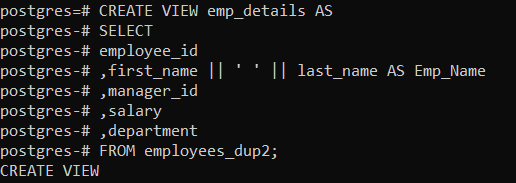 postgres=# CREATE VIEW emp_details AS
postgres-# SELECT
postgres-# employee_id
postgres-# ,first_name || ' ' || last_name AS Emp_Name
postgres-# ,manager_id
postgres-# ,salary
postgres-# ,department
postgres-# FROM employees_dup2;
CREATE VIEW